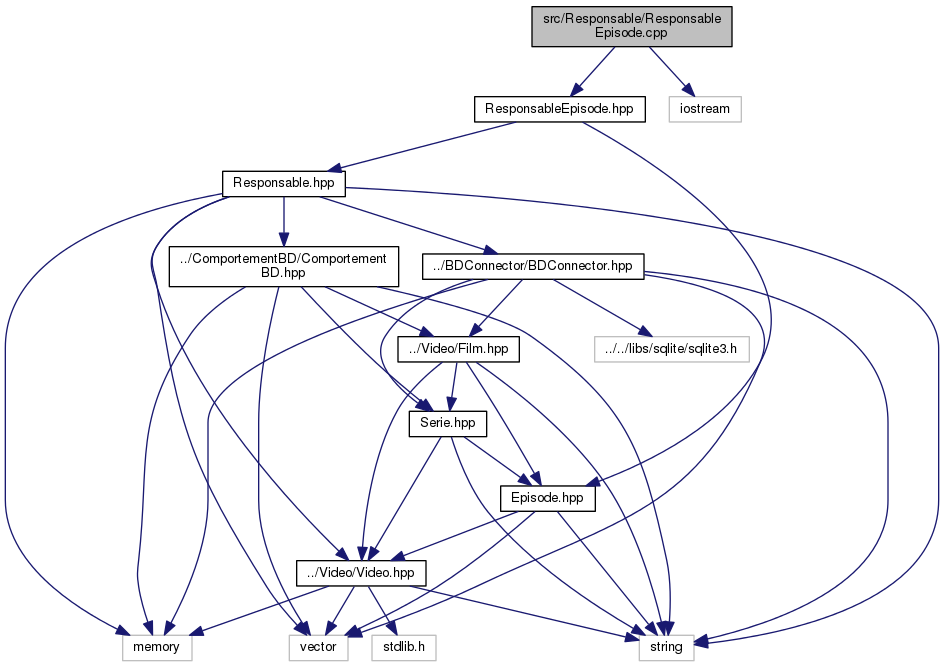 src/Responsable/Responsable
Episode.cpp
ResponsableEpisode.hpp
iostream
Responsable.hpp
../ComportementBD/Comportement
BD.hpp
../BDConnector/BDConnector.hpp
../Video/Film.hpp
../../libs/sqlite/sqlite3.h
Serie.hpp
Episode.hpp
../Video/Video.hpp
memory
vector
stdlib.h
string